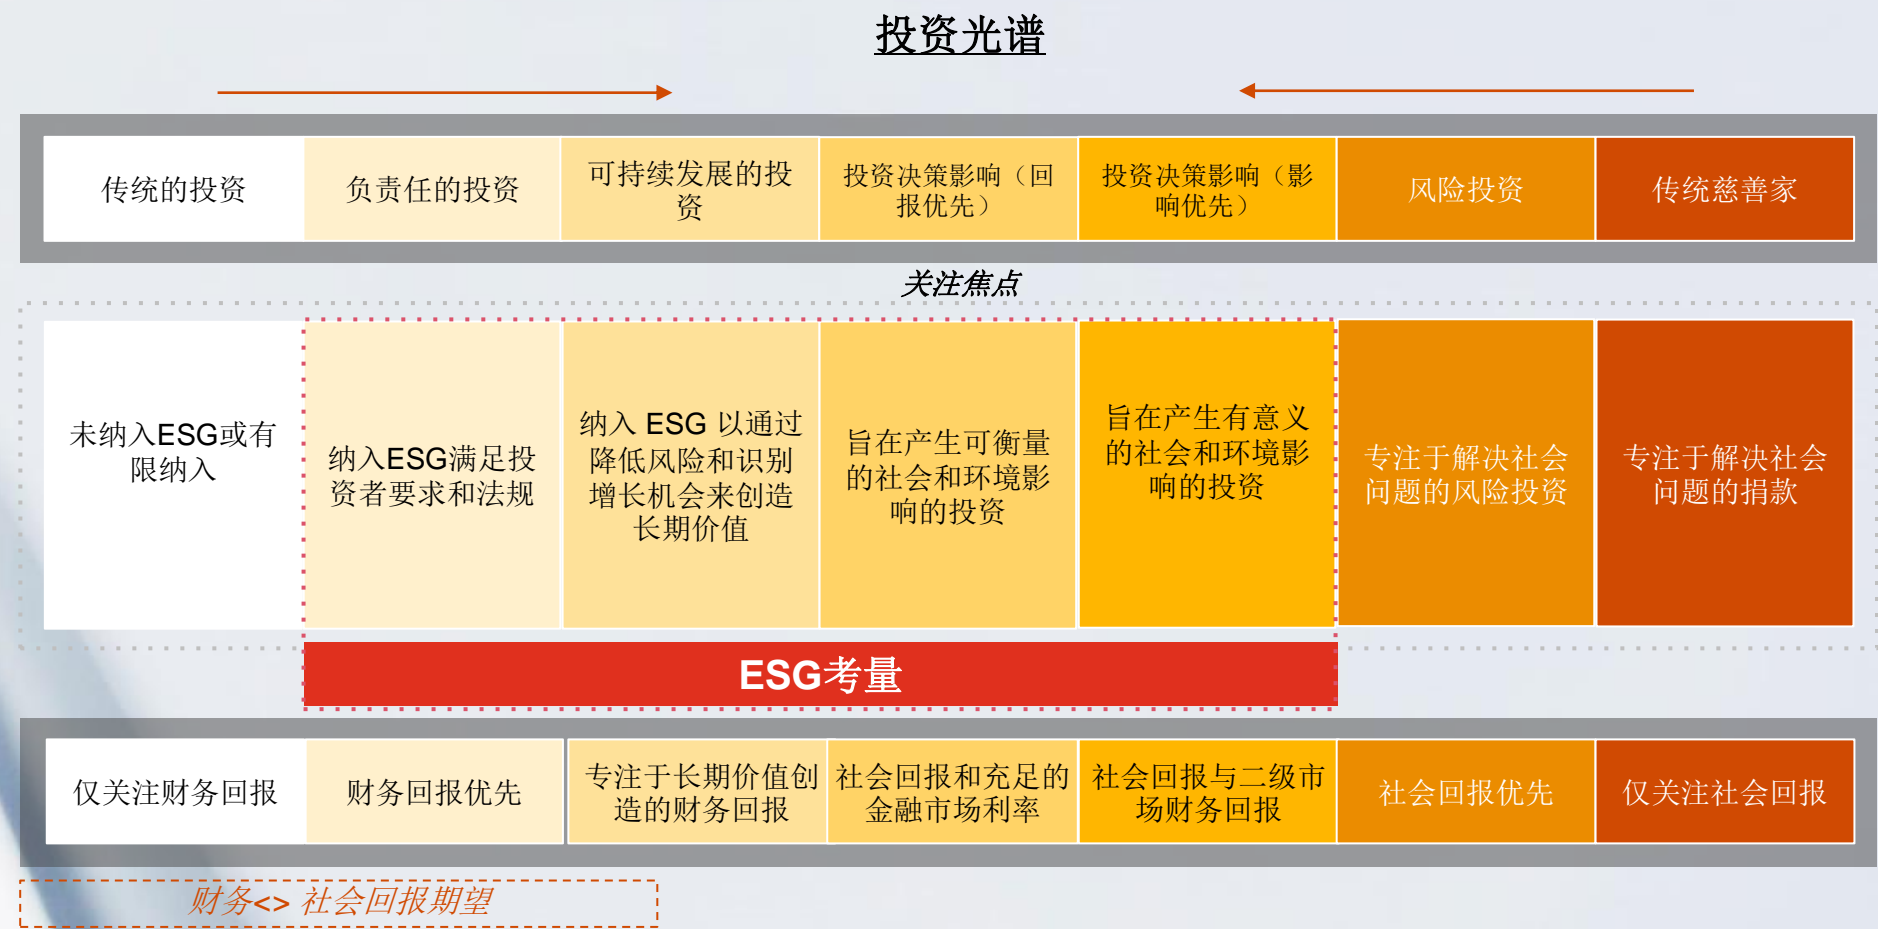 投资光谱
传统的投资
负责任的投资
可持续发展的投
资
投资决策影响（回
报优先）
投资决策影响（影
响优先）
风险投资
传统慈善家
关注焦点
未纳入ESG或有
限纳入
纳入ESG满足投
资者要求和法规
纳入 ESG 以通过
降低风险和识别
增长机会来创造
长期价值
旨在产生可衡量
的社会和环境影
响的投资
旨在产生有意义
的社会和环境影
响的投资
专注于解决社会
问题的风险投资
专注于解决社会
问题的捐款
ESG考量
仅关注财务回报
财务回报优先
专注于长期价值创
造的财务回报
社会回报和充足的
金融市场利率
社会回报与二级市
场财务回报
社会回报优先
仅关注社会回报
财务<> 社会回报期望